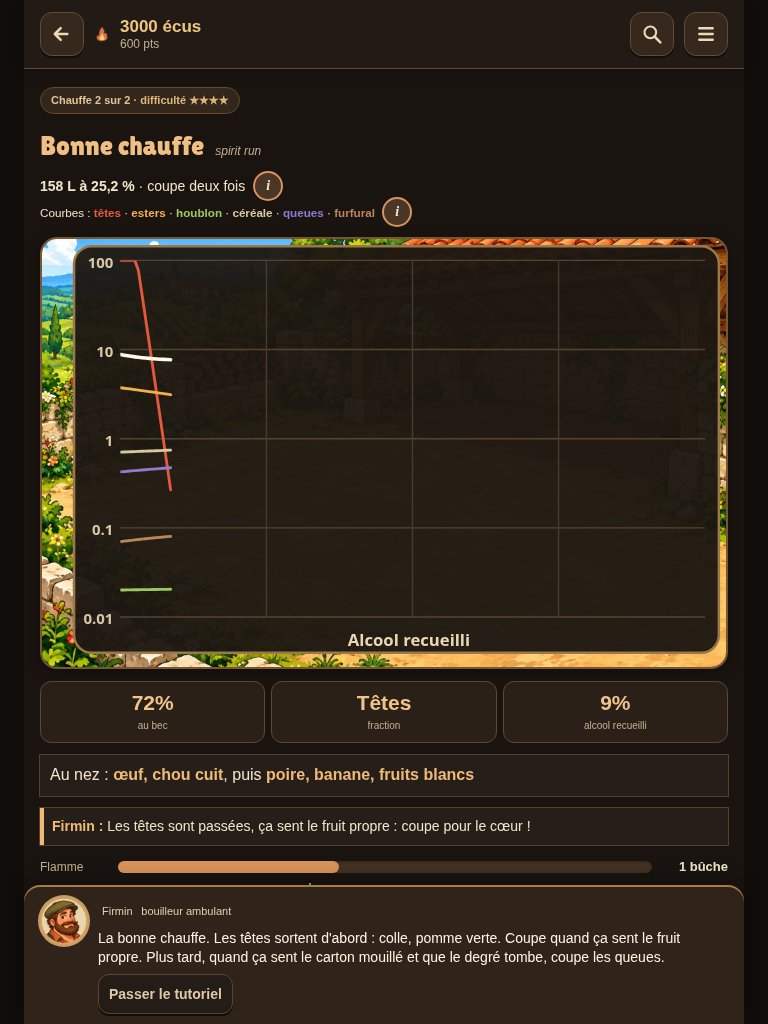 3000 écus
600 pts
Chauffe 2 sur 2 · difficulté ★★★★
Bonne chauffe spirit run
158 L à 25,2 % · coupe deux fois i
Courbes : têtes · esters · houblon · céréale · queues · furfural i
100
10
1
0.1
0.01
Alcool recueilli
72%
au bec
Têtes
fraction
9%
alcool recueilli
Au nez : œuf, chou cuit, puis poire, banane, fruits blancs
Firmin : Les têtes sont passées, ça sent le fruit propre : coupe pour le cœur !
Flamme 1 bûche
Firmin bouilleur ambulant
La bonne chauffe. Les têtes sortent d'abord : colle, pomme verte. Coupe quand ça sent le fruit
propre. Plus tard, quand ça sent le carton mouillé et que le degré tombe, coupe les queues.
Passer le tutoriel